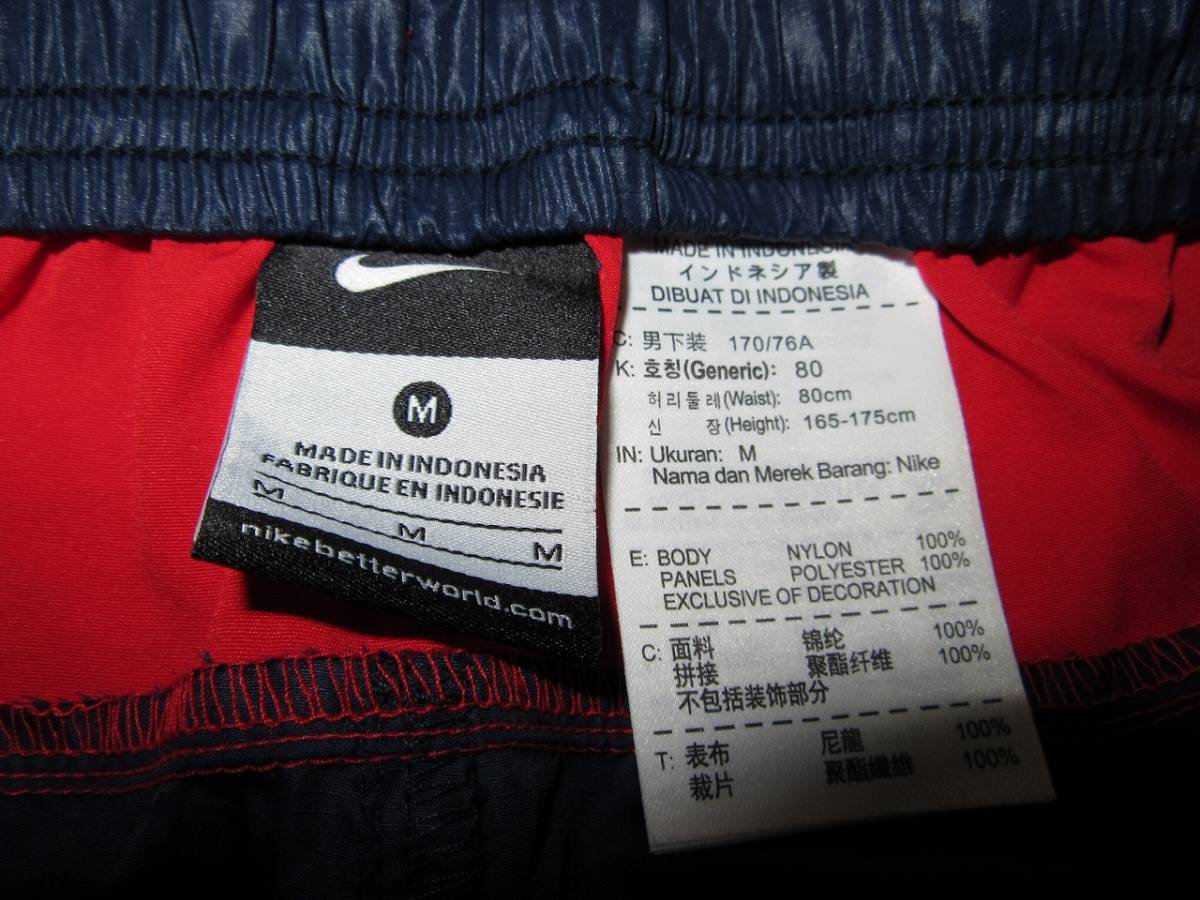 M
MADE IN INDONESIA
FABRIQUE EN INDONESIE
M
M
M
nikebetterworld.com
MADE IN INDONESIA
インドネシア製
DIBUAT DI INDONESIA
C: 男下装 170/76A
K: 호칭(Generic): 80
허리둘레(Waist): 80cm
신 장(Height): 165-175cm
IN: Ukuran: M
Nama dan Merek Barang: Nike
E: BODY NYLON 100%
PANELS POLYESTER 100%
EXCLUSIVE OF DECORATION
C: 面料 锦纶 100%
拼接 聚酯纤维 100%
不包括装饰部分
T: 表布 尼龍 100%
裁片 聚酯纖維 100%